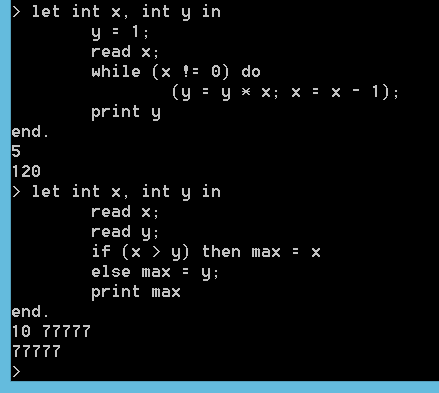 > let int x, int y in
y = 1;
read x;
while (x != 0) do
(y = y * x; x = x - 1);
print y
end.
5
120
> let int x, int y in
read x;
read y;
if (x > y) then max = x
else max = y;
print max
end.
10 77777
77777
>